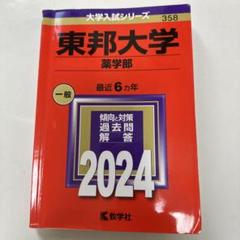 大学入試シリーズ
358
東邦大学
薬学部
最近6カ年
一般
傾向と対策
過去問
解答
2024
教学社